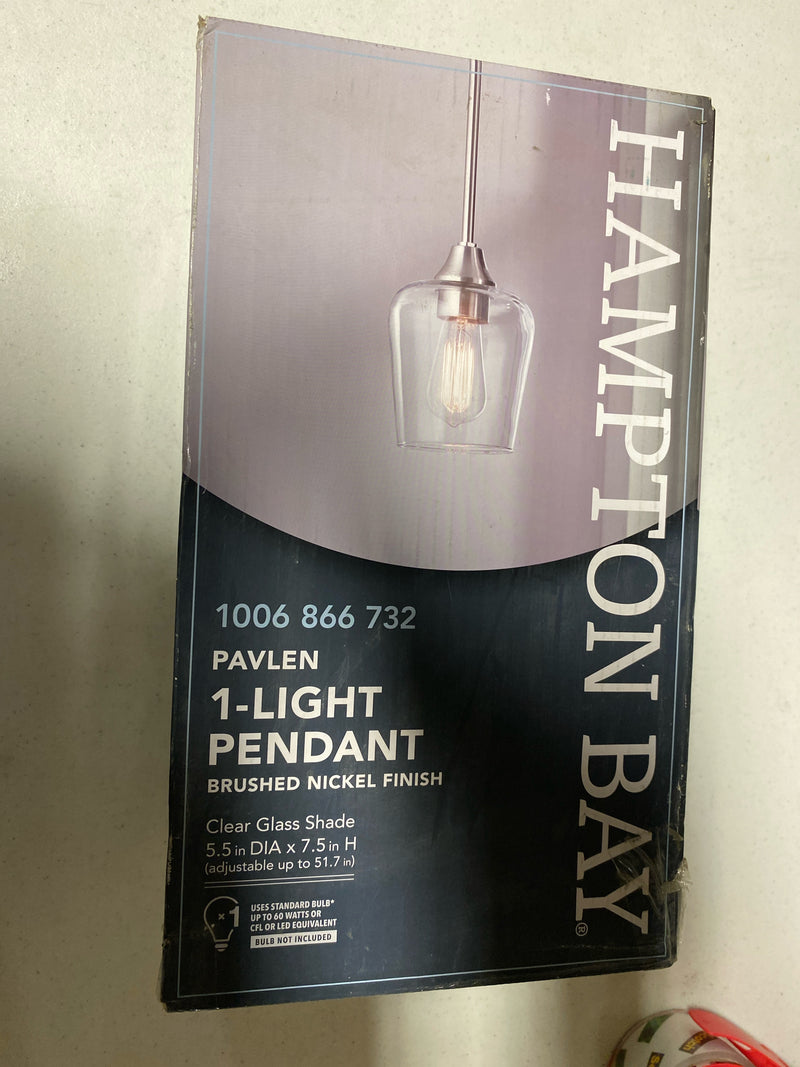 HAMPTON BAY®
1006 866 732
PAVLEN
1-LIGHT
PENDANT
BRUSHED NICKEL FINISH
Clear Glass Shade
5.5 in DIA x 7.5 in H
(adjustable up to 51.7 in)
x1
USES STANDARD BULB*
UP TO 60 WATTS OR
CFL OR LED EQUIVALENT
BULB NOT INCLUDED